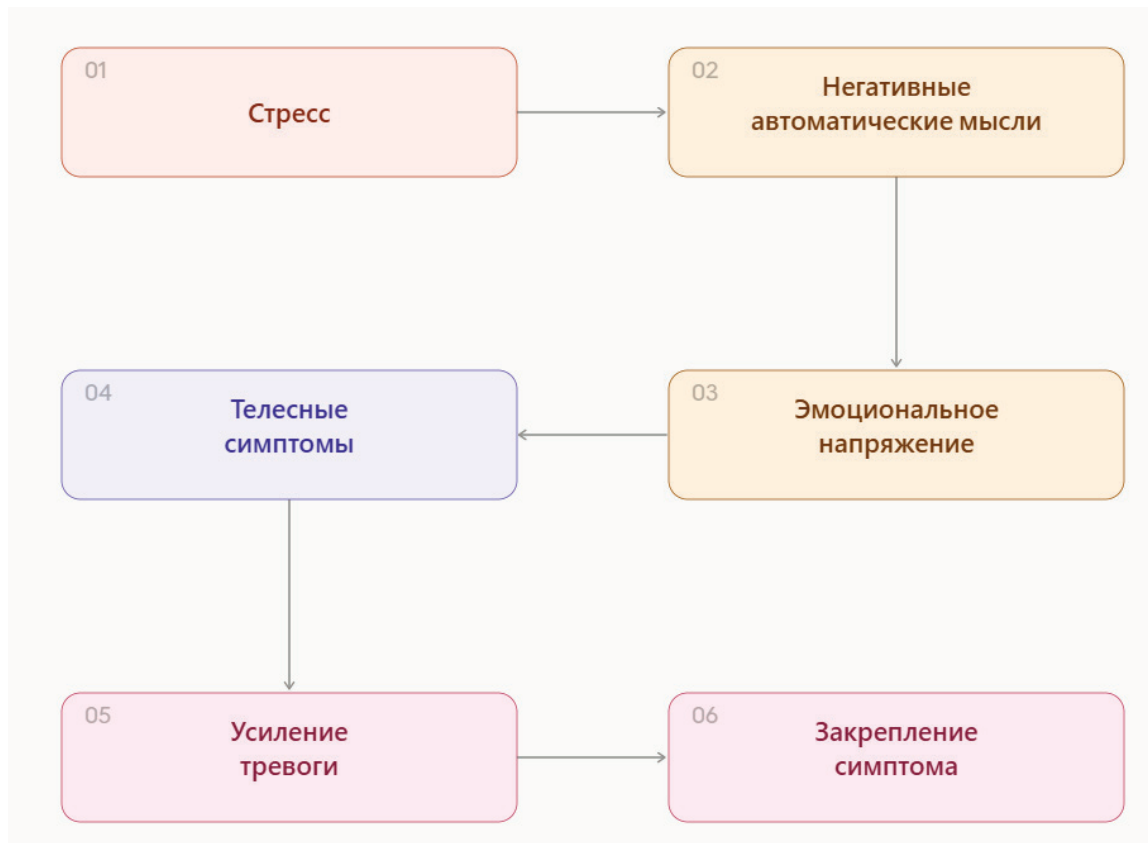 01
Стресс
02
Негативные
автоматические мысли
03
Эмоциональное
напряжение
04
Телесные
симптомы
05
Усиление
тревоги
06
Закрепление
симптома